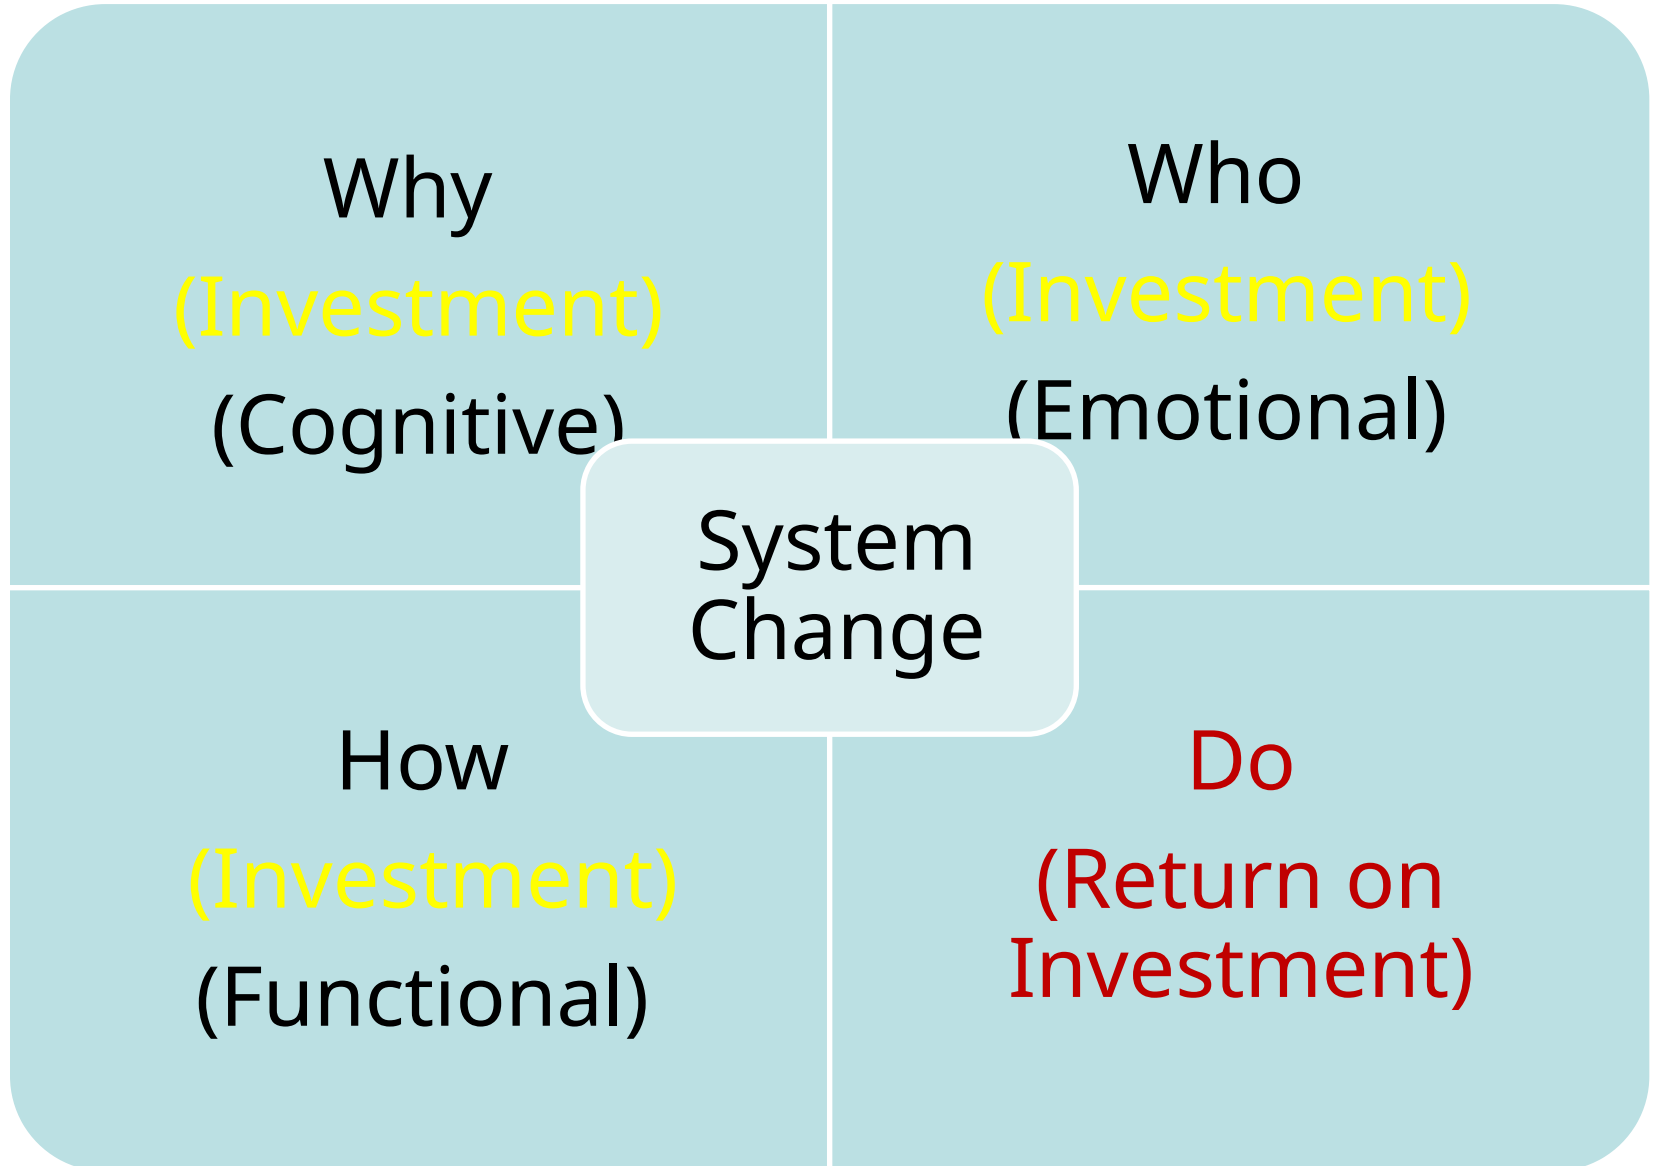 Why
(Investment)
(Cognitive)
Who
(Investment)
(Emotional)
System
Change
How
(Investment)
(Functional)
Do
(Return on
Investment)